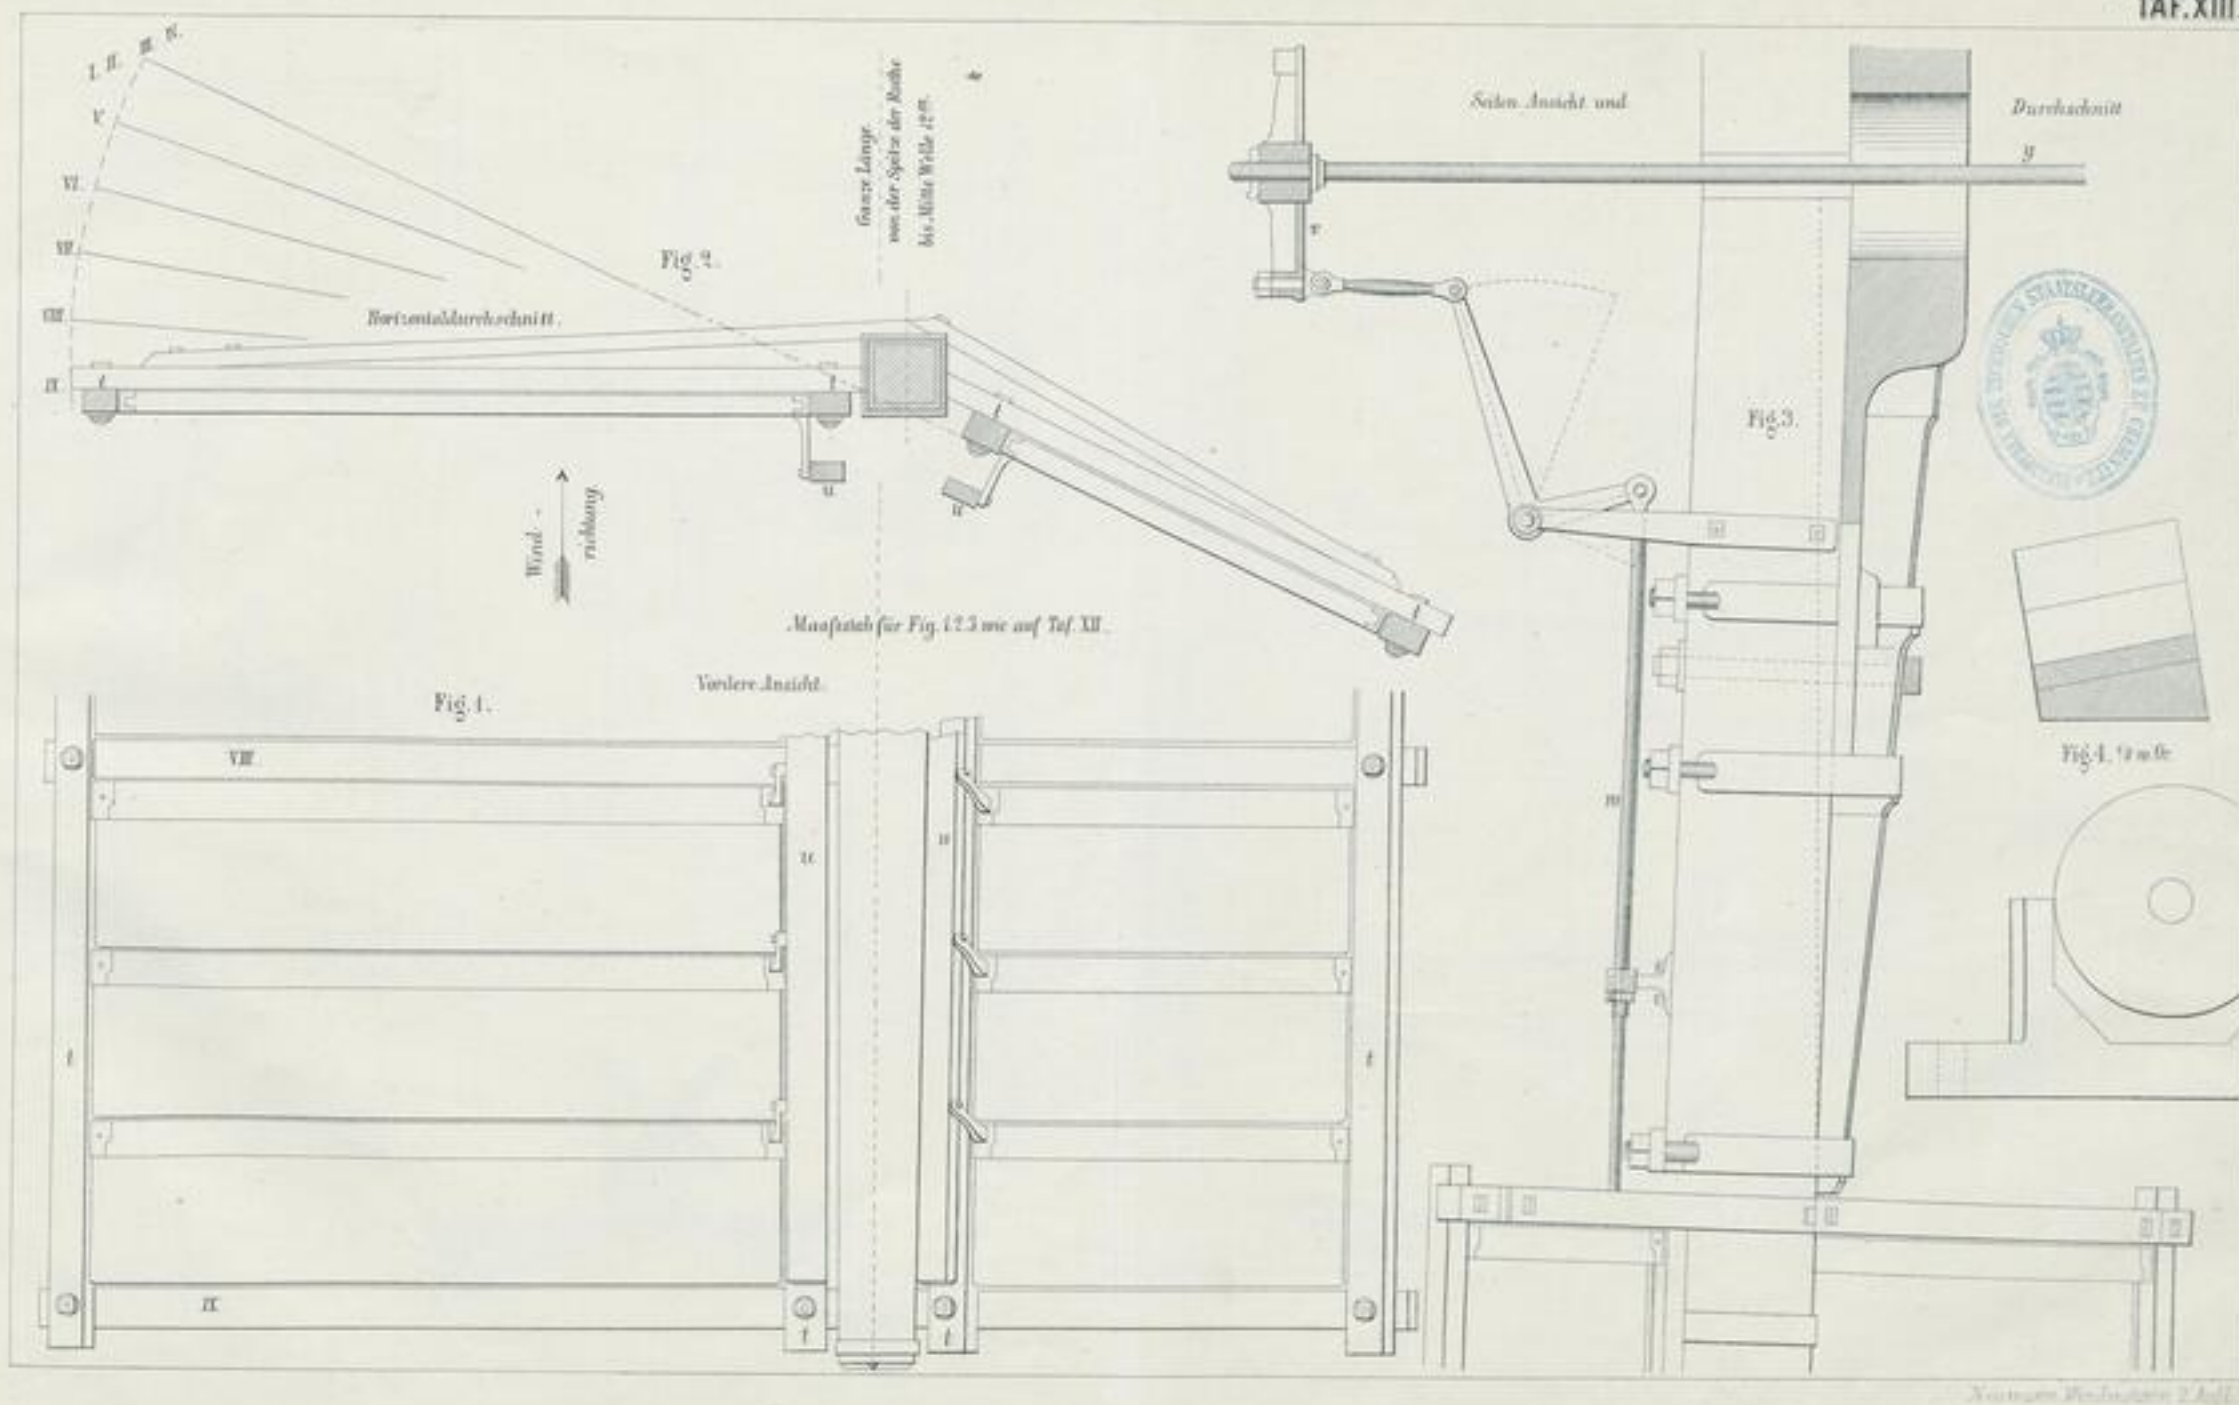 TAF. XIII
I. II. III. IV.
V.
VI.
VII.
VIII.
IX
Fig. 2.
Horizontaldurchschnitt.
Ganze Länge
von der Spitze der Ruthe
bis Mitte Welle
t
t
u
u
t
t
Wind-
richtung.
Maafsstab für Fig. 1.2.3 wie auf Taf. XII.
Vordere Ansicht.
Fig. 1.
VIII
u
u
t
t
IX
t
t
Seiten Ansicht und
Durchschnitt
y
v
Fig. 3.
w
Fig. 4.